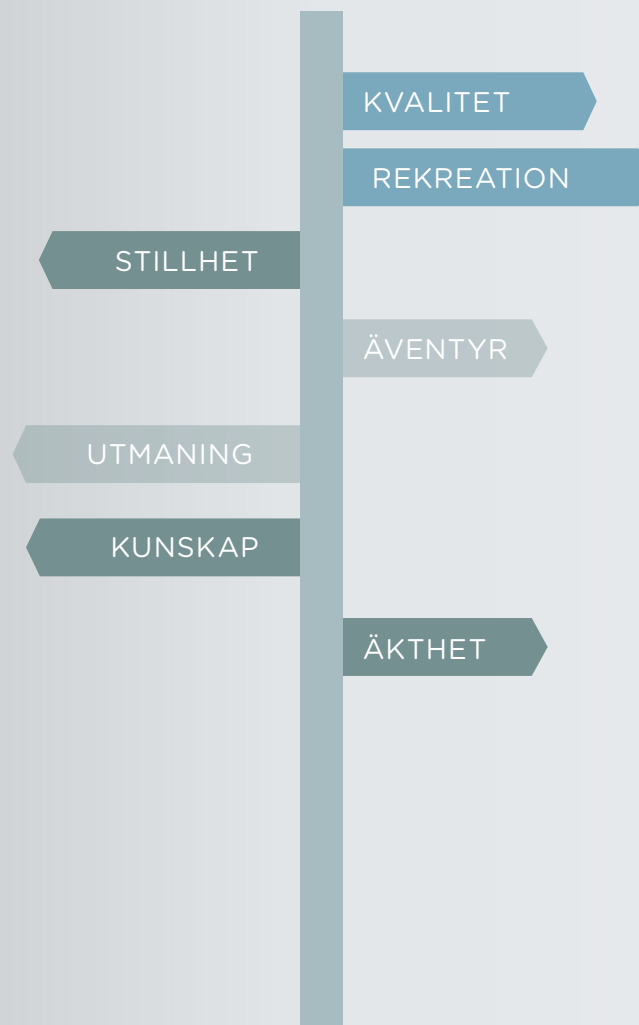 KVALITET
REKREATION
STILLHET
ÄVENTYR
UTMANING
KUNSKAP
ÄKTHET